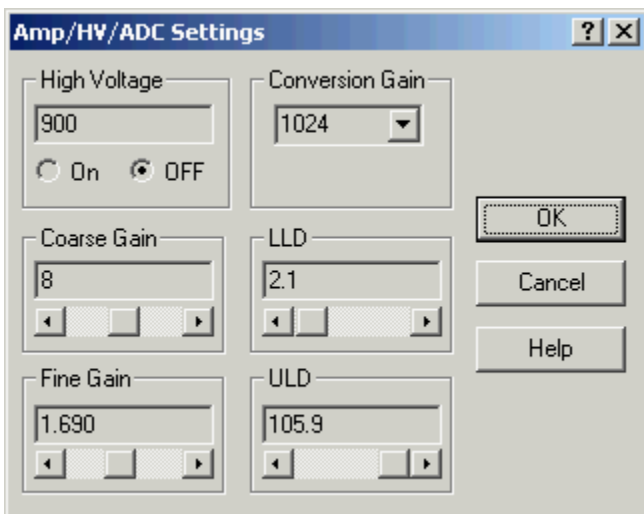 Amp/HV/ADC Settings
High Voltage
900
On OFF
Conversion Gain
1024
Coarse Gain
8
LLD
2.1
Fine Gain
1.690
ULD
105.9
OK
Cancel
Help